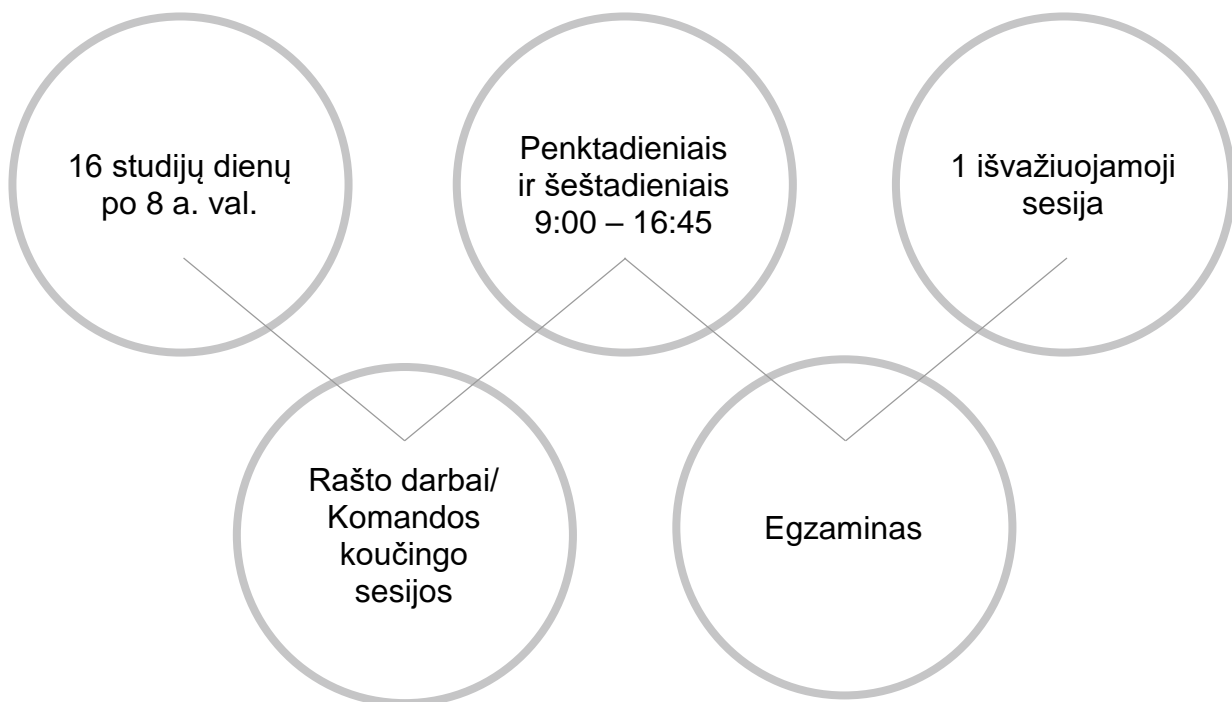 16 studijų dienų
po 8 a. val.
Penktadieniais
ir šeštadieniais
9:00 – 16:45
1 išvažiuojamoji
sesija
Rašto darbai/
Komandos
koučingo
sesijos
Egzaminas